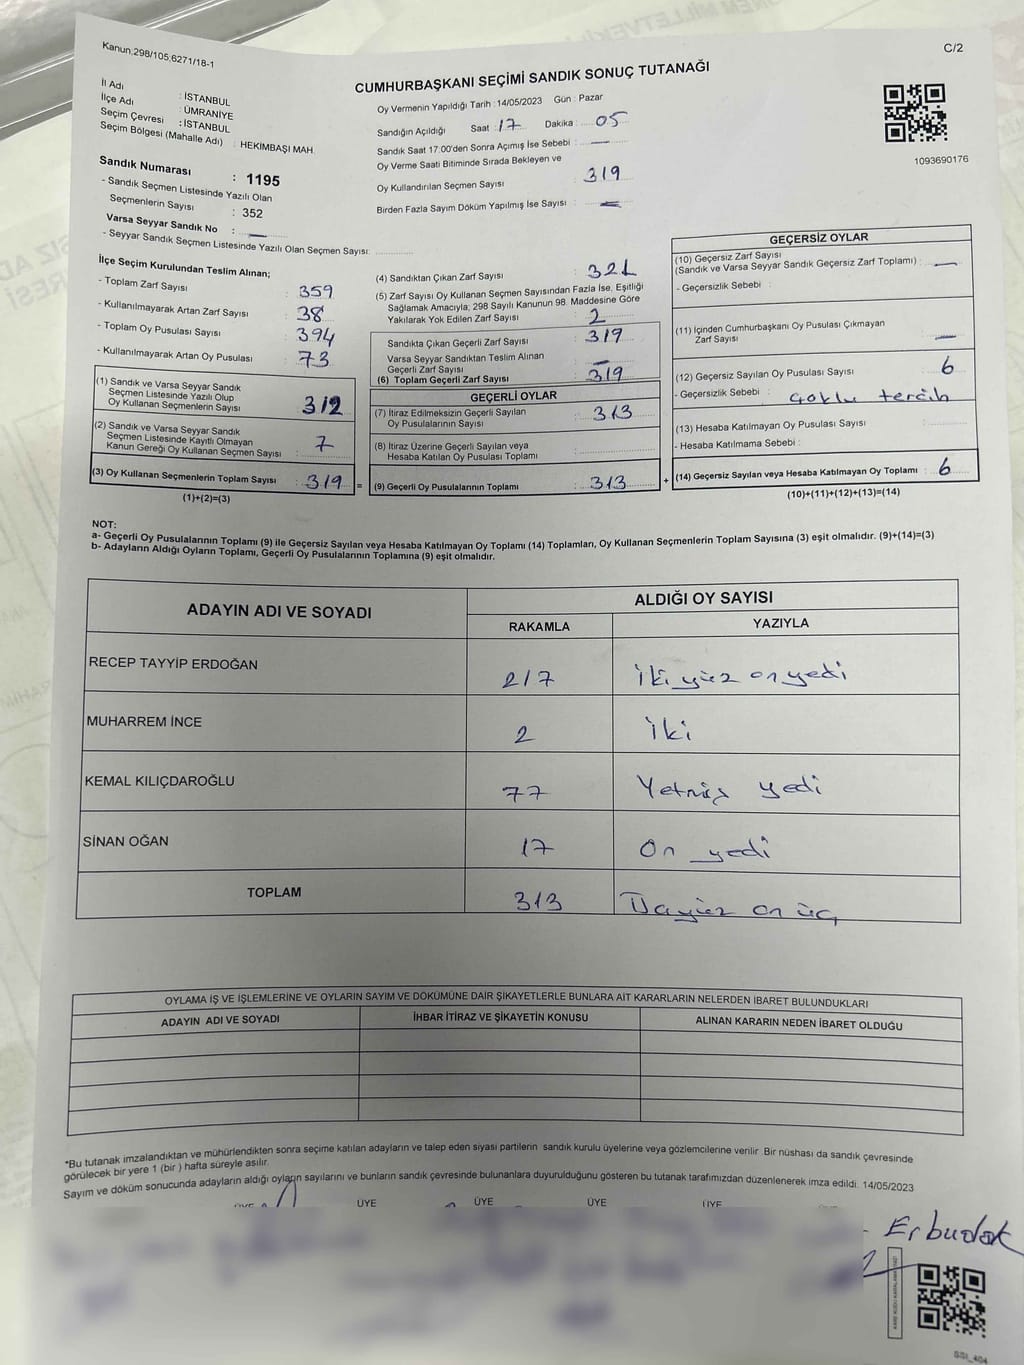 Kanun,298/105,6271/18-1
C/2
CUMHURBAŞKANI SEÇİMİ SANDIK SONUÇ TUTANAĞI
İl Adı : İSTANBUL
İlçe Adı : ÜMRANİYE
Seçim Çevresi : İSTANBUL
Seçim Bölgesi (Mahalle Adı) : HEKİMBAŞI MAH.
Sandık Numarası : 1195
- Sandık Seçmen Listesinde Yazılı Olan
Seçmenlerin Sayısı : 352
Varsa Seyyar Sandık No : —
- Seyyar Sandık Seçmen Listesinde Yazılı Olan Seçmen Sayısı:
Oy Vermenin Yapıldığı Tarih : 14/05/2023 Gün : Pazar
Sandığın Açıldığı Saat : 17 Dakika : 05
Sandık Saat 17:00'den Sonra Açımış İse Sebebi : —
Oy Verme Saati Bitiminde Sırada Bekleyen ve
Oy Kullandırılan Seçmen Sayısı : 319
Birden Fazla Sayım Döküm Yapılmış İse Sayısı : —
1093690176
İlçe Seçim Kurulundan Teslim Alınan;
- Toplam Zarf Sayısı : 359
- Kullanılmayarak Artan Zarf Sayısı : 38
- Toplam Oy Pusulası Sayısı : 394
- Kullanılmayarak Artan Oy Pusulası : 73
(1) Sandık ve Varsa Seyyar Sandık
Seçmen Listesinde Yazılı Olup
Oy Kullanan Seçmenlerin Sayısı : 312
(2) Sandık ve Varsa Seyyar Sandık
Seçmen Listesinde Kayıtlı Olmayan
Kanun Gereği Oy Kullanan Seçmen Sayısı : 7
(3) Oy Kullanan Seçmenlerin Toplam Sayısı : 319
(1)+(2)=(3)
(4) Sandıktan Çıkan Zarf Sayısı : 321
(5) Zarf Sayısı Oy Kullanan Seçmen Sayısından Fazla İse, Eşitliği
Sağlamak Amacıyla, 298 Sayılı Kanunun 98. Maddesine Göre
Yakılarak Yok Edilen Zarf Sayısı : 2
Sandıkta Çıkan Geçerli Zarf Sayısı : 319
Varsa Seyyar Sandıktan Teslim Alınan
Geçerli Zarf Sayısı : —
(6) Toplam Geçerli Zarf Sayısı : 319
GEÇERLİ OYLAR
(7) İtiraz Edilmeksizin Geçerli Sayılan
Oy Pusulalarının Sayısı : 313
(8) İtiraz Üzerine Geçerli Sayılan veya
Hesaba Katılan Oy Pusulası Toplamı :
= (9) Geçerli Oy Pusulalarının Toplamı : 313
GEÇERSİZ OYLAR
(10) Geçersiz Zarf Sayısı
(Sandık ve Varsa Seyyar Sandık Geçersiz Zarf Toplamı) : —
- Geçersizlik Sebebi :
(11) İçinden Cumhurbaşkanı Oy Pusulası Çıkmayan
Zarf Sayısı : —
(12) Geçersiz Sayılan Oy Pusulası Sayısı : 6
- Geçersizlik Sebebi : çoklu tercih
(13) Hesaba Katılmayan Oy Pusulası Sayısı :
- Hesaba Katılmama Sebebi :
+ (14) Geçersiz Sayılan veya Hesaba Katılmayan Oy Toplamı : 6
(10)+(11)+(12)+(13)=(14)
NOT:
a- Geçerli Oy Pusulalarının Toplamı (9) ile Geçersiz Sayılan veya Hesaba Katılmayan Oy Toplamı (14) Toplamları, Oy Kullanan Seçmenlerin Toplam Sayısına (3) eşit olmalıdır. (9)+(14)=(3)
b- Adayların Aldığı Oyların Toplamı, Geçerli Oy Pusulalarının Toplamına (9) eşit olmalıdır.
ADAYIN ADI VE SOYADI
ALDIĞI OY SAYISI
RAKAMLA YAZIYLA
RECEP TAYYİP ERDOĞAN 217 İki yüz on yedi
MUHARREM İNCE 2 İki
KEMAL KILIÇDAROĞLU 77 Yetmiş yedi
SİNAN OĞAN 17 On yedi
TOPLAM 313 Üçyüz on üç
OYLAMA İŞ VE İŞLEMLERİNE VE OYLARIN SAYIM VE DÖKÜMÜNE DAİR ŞİKAYETLERLE BUNLARA AİT KARARLARIN NELERDEN İBARET BULUNDUKLARI
ADAYIN ADI VE SOYADI İHBAR İTİRAZ VE ŞİKAYETİN KONUSU ALINAN KARARIN NEDEN İBARET OLDUĞU
*Bu tutanak imzalandıktan ve mühürlendikten sonra seçime katılan adayların ve talep eden siyasi partilerin sandık kurulu üyelerine veya gözlemcilerine verilir. Bir nüshası da sandık çevresinde
görülecek bir yere 1 (bir ) hafta süreyle asılır.
Sayım ve döküm sonucunda adayların aldığı oyların sayılarını ve bunların sandık çevresinde bulunanlara duyurulduğunu gösteren bu tutanak tarafımızdan düzenlenerek imza edildi. 14/05/2023
ÜYE ÜYE ÜYE ÜYE ÜYE
Erbudak